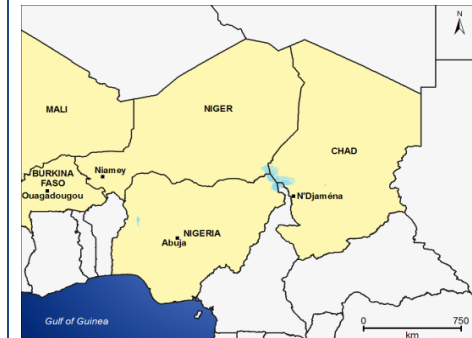 N
MALI
NIGER
CHAD
BURKINA
FASO
Niamey
Ouagadougou
N'Djaména
NIGERIA
Abuja
Gulf of Guinea
0 750
km